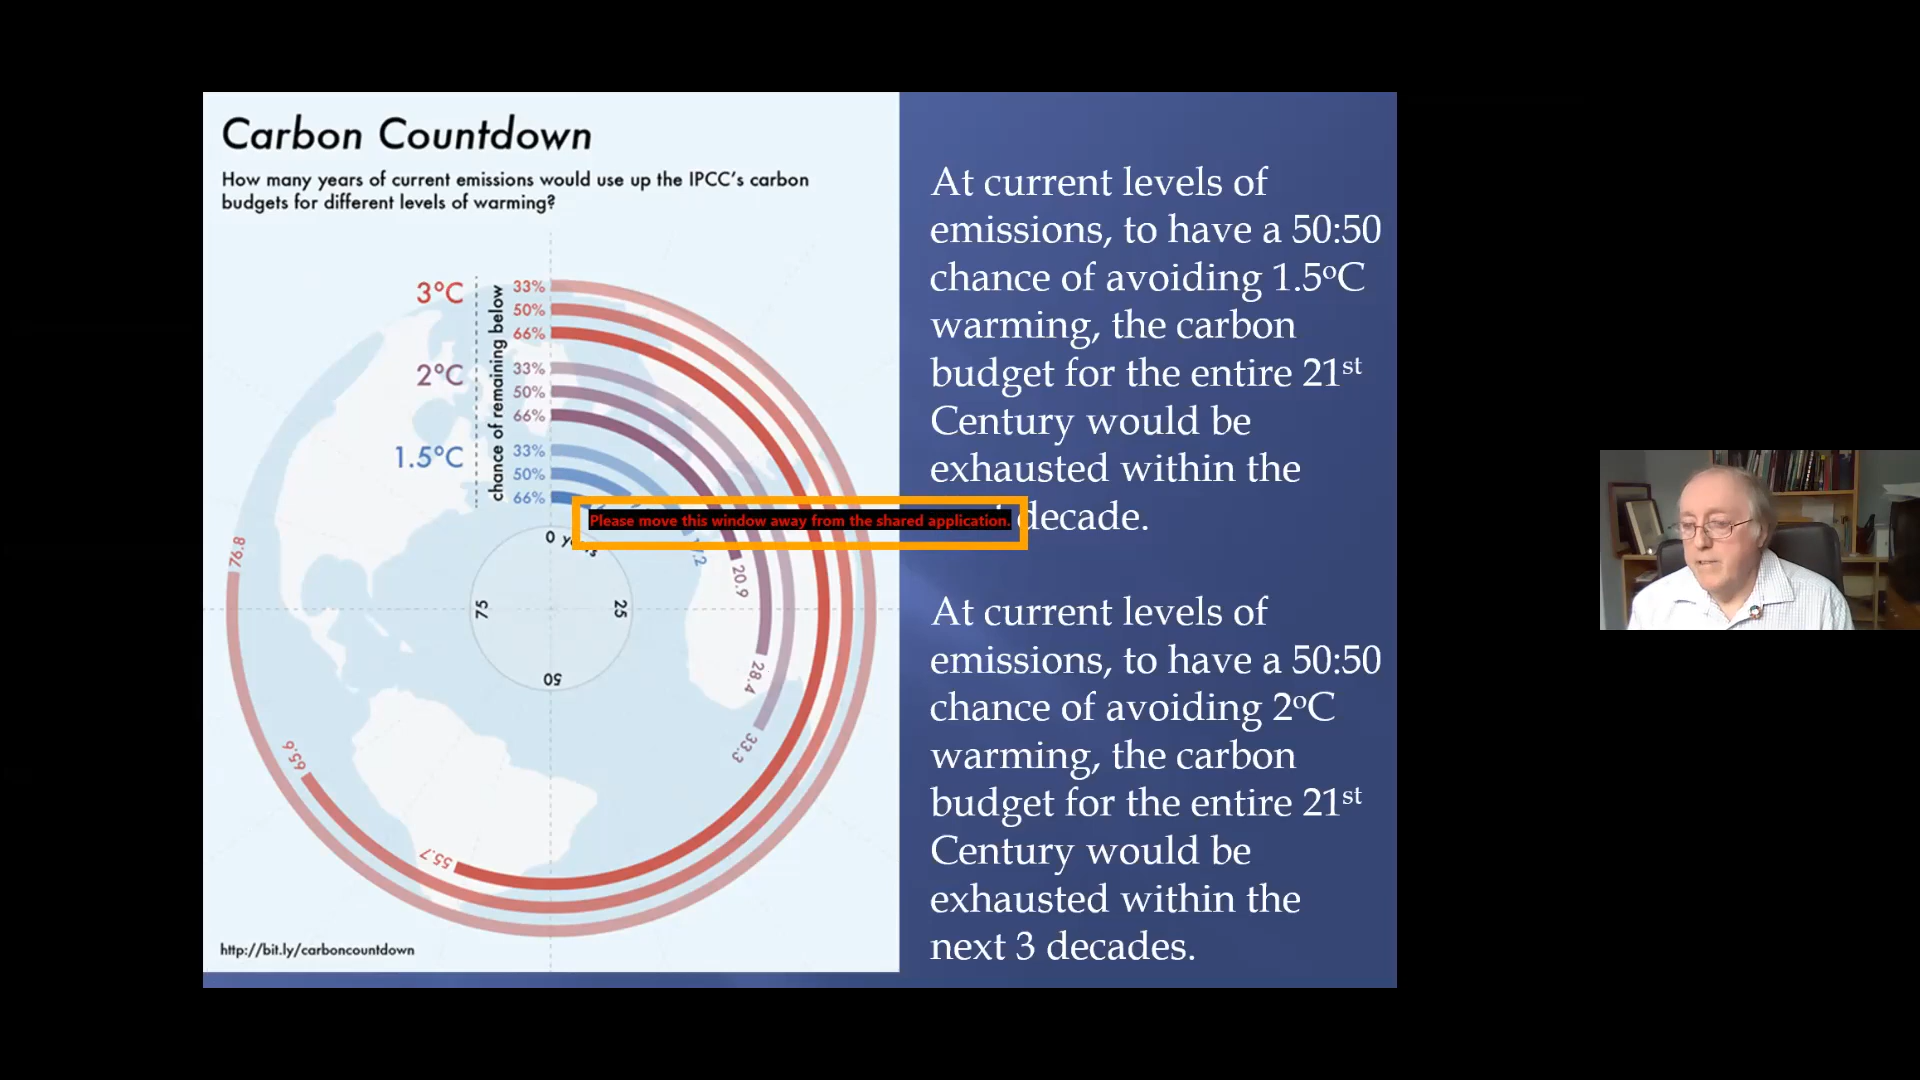 Carbon Countdown
How many years of current emissions would use up the IPCC's carbon
budgets for different levels of warming?
3°C
33%
50%
66%
2°C
33%
50%
66%
1.5°C
33%
50%
66%
chance of remaining below
Please move this window away from the shared application.
0
25
50
75
20.9
28.4
33.3
55.7
65.6
76.8
http://bit.ly/carboncountdown
At current levels of
emissions, to have a 50:50
chance of avoiding 1.5ºC
warming, the carbon
budget for the entire 21st
Century would be
exhausted within the
decade.
At current levels of
emissions, to have a 50:50
chance of avoiding 2ºC
warming, the carbon
budget for the entire 21st
Century would be
exhausted within the
next 3 decades.